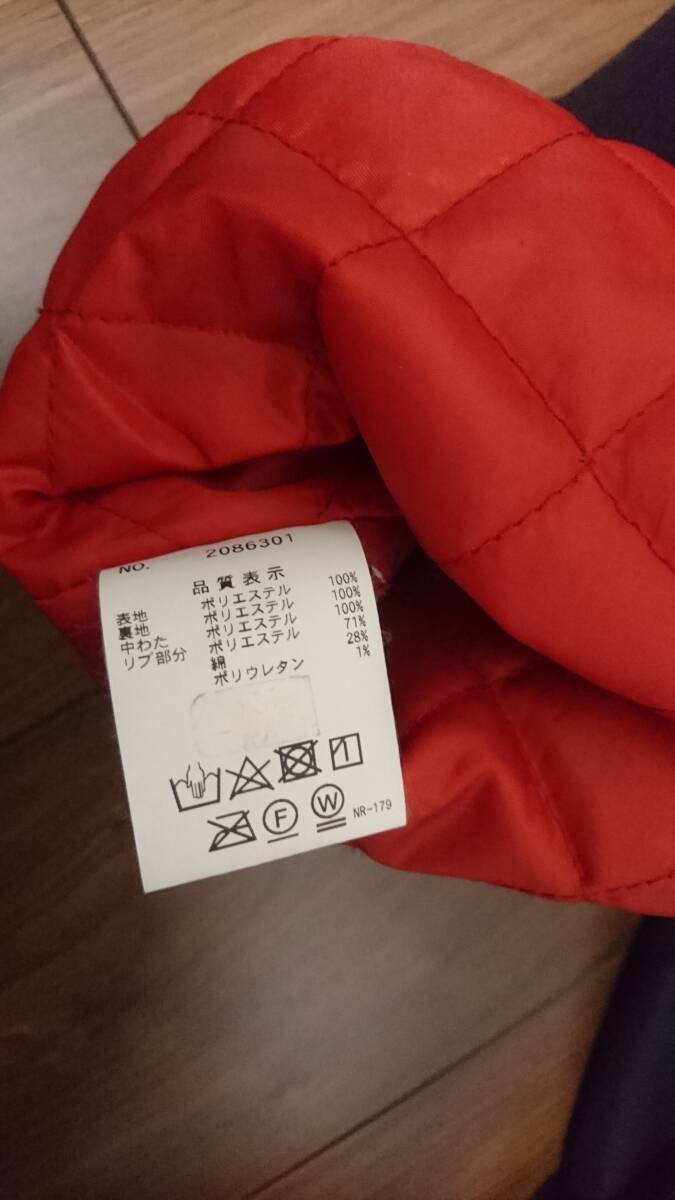 NO. 2086301
品質表示
表地 ポリエステル 100%
裏地 ポリエステル 100%
中わた ポリエステル 100%
リブ部分 ポリエステル 71%
綿 28%
ポリウレタン 1%
F W NR-179